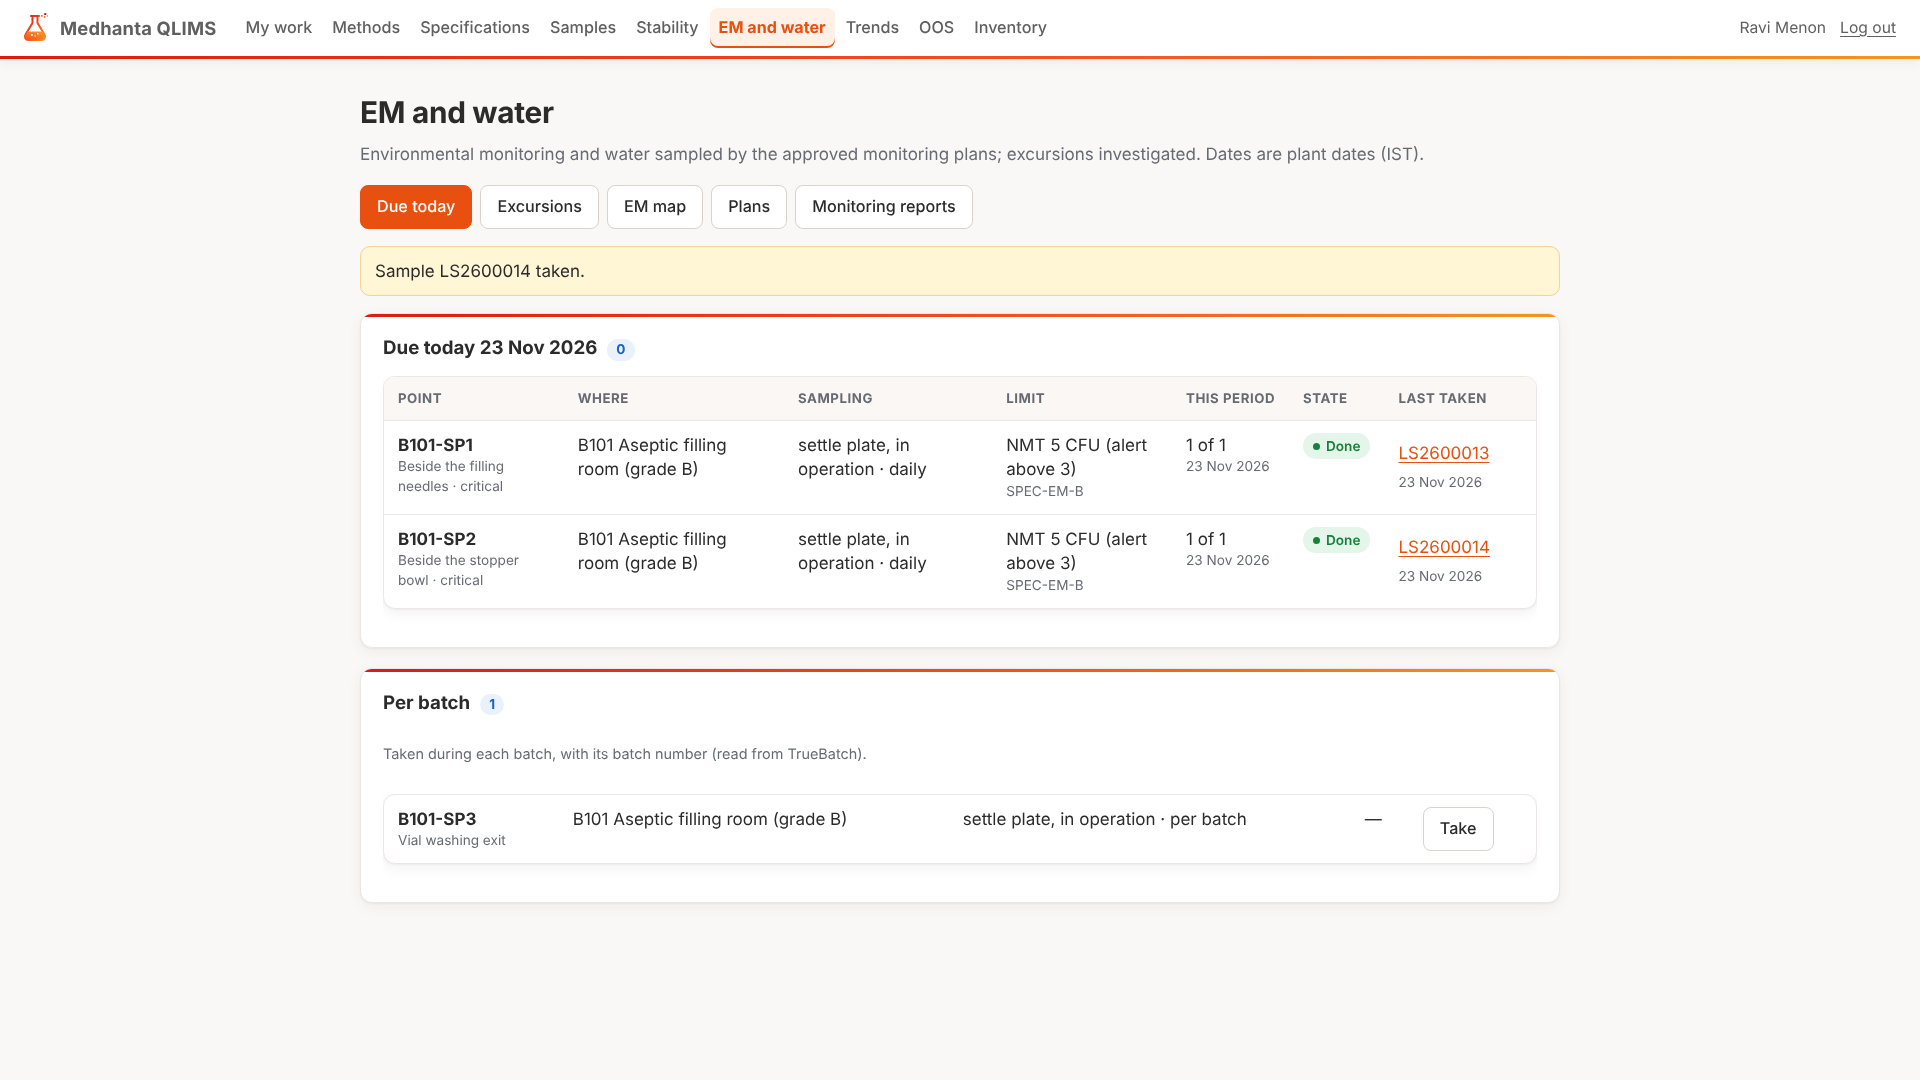 Medhanta QLIMS My work Methods Specifications Samples Stability EM and water Trends OOS Inventory Ravi Menon Log out
EM and water
Environmental monitoring and water sampled by the approved monitoring plans; excursions investigated. Dates are plant dates (IST).
Due today Excursions EM map Plans Monitoring reports
Sample LS2600014 taken.
Due today 23 Nov 2026 0
POINT WHERE SAMPLING LIMIT THIS PERIOD STATE LAST TAKEN
B101-SP1 B101 Aseptic filling settle plate, in NMT 5 CFU (alert 1 of 1 Done LS2600013
Beside the filling room (grade B) operation · daily above 3) 23 Nov 2026
needles · critical SPEC-EM-B 23 Nov 2026
B101-SP2 B101 Aseptic filling settle plate, in NMT 5 CFU (alert 1 of 1 Done LS2600014
Beside the stopper room (grade B) operation · daily above 3) 23 Nov 2026
bowl · critical SPEC-EM-B 23 Nov 2026
Per batch 1
Taken during each batch, with its batch number (read from TrueBatch).
B101-SP3 B101 Aseptic filling room (grade B) settle plate, in operation · per batch — Take
Vial washing exit